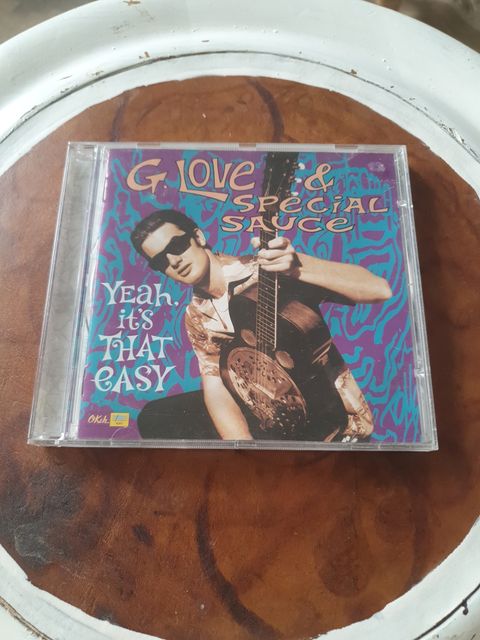 G. LOVE &
SPECIAL
SAUCE
Yeah,
it's
THAT
eASY
OKeh